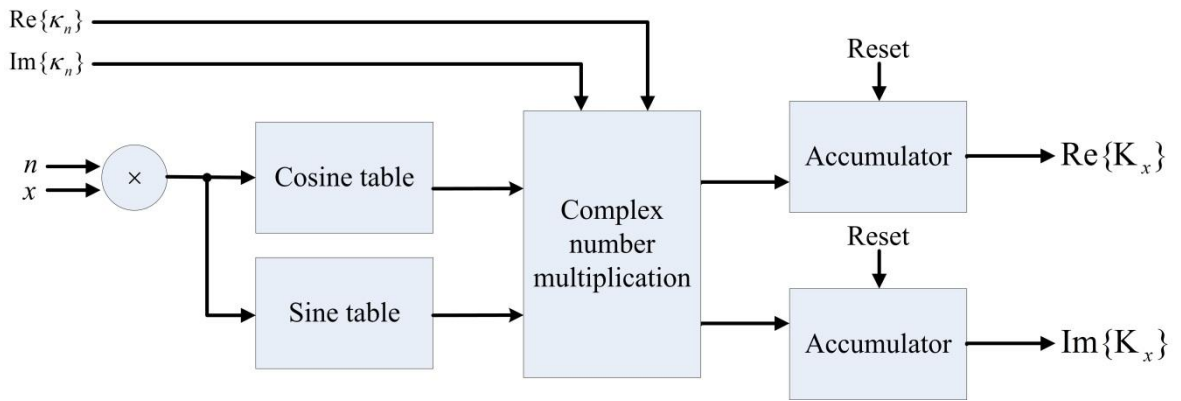 Re{κₙ}
Im{κₙ}
n
x
×
Cosine table
Sine table
Complex
number
multiplication
Reset
Accumulator
Re{Kₓ}
Reset
Accumulator
Im{Kₓ}